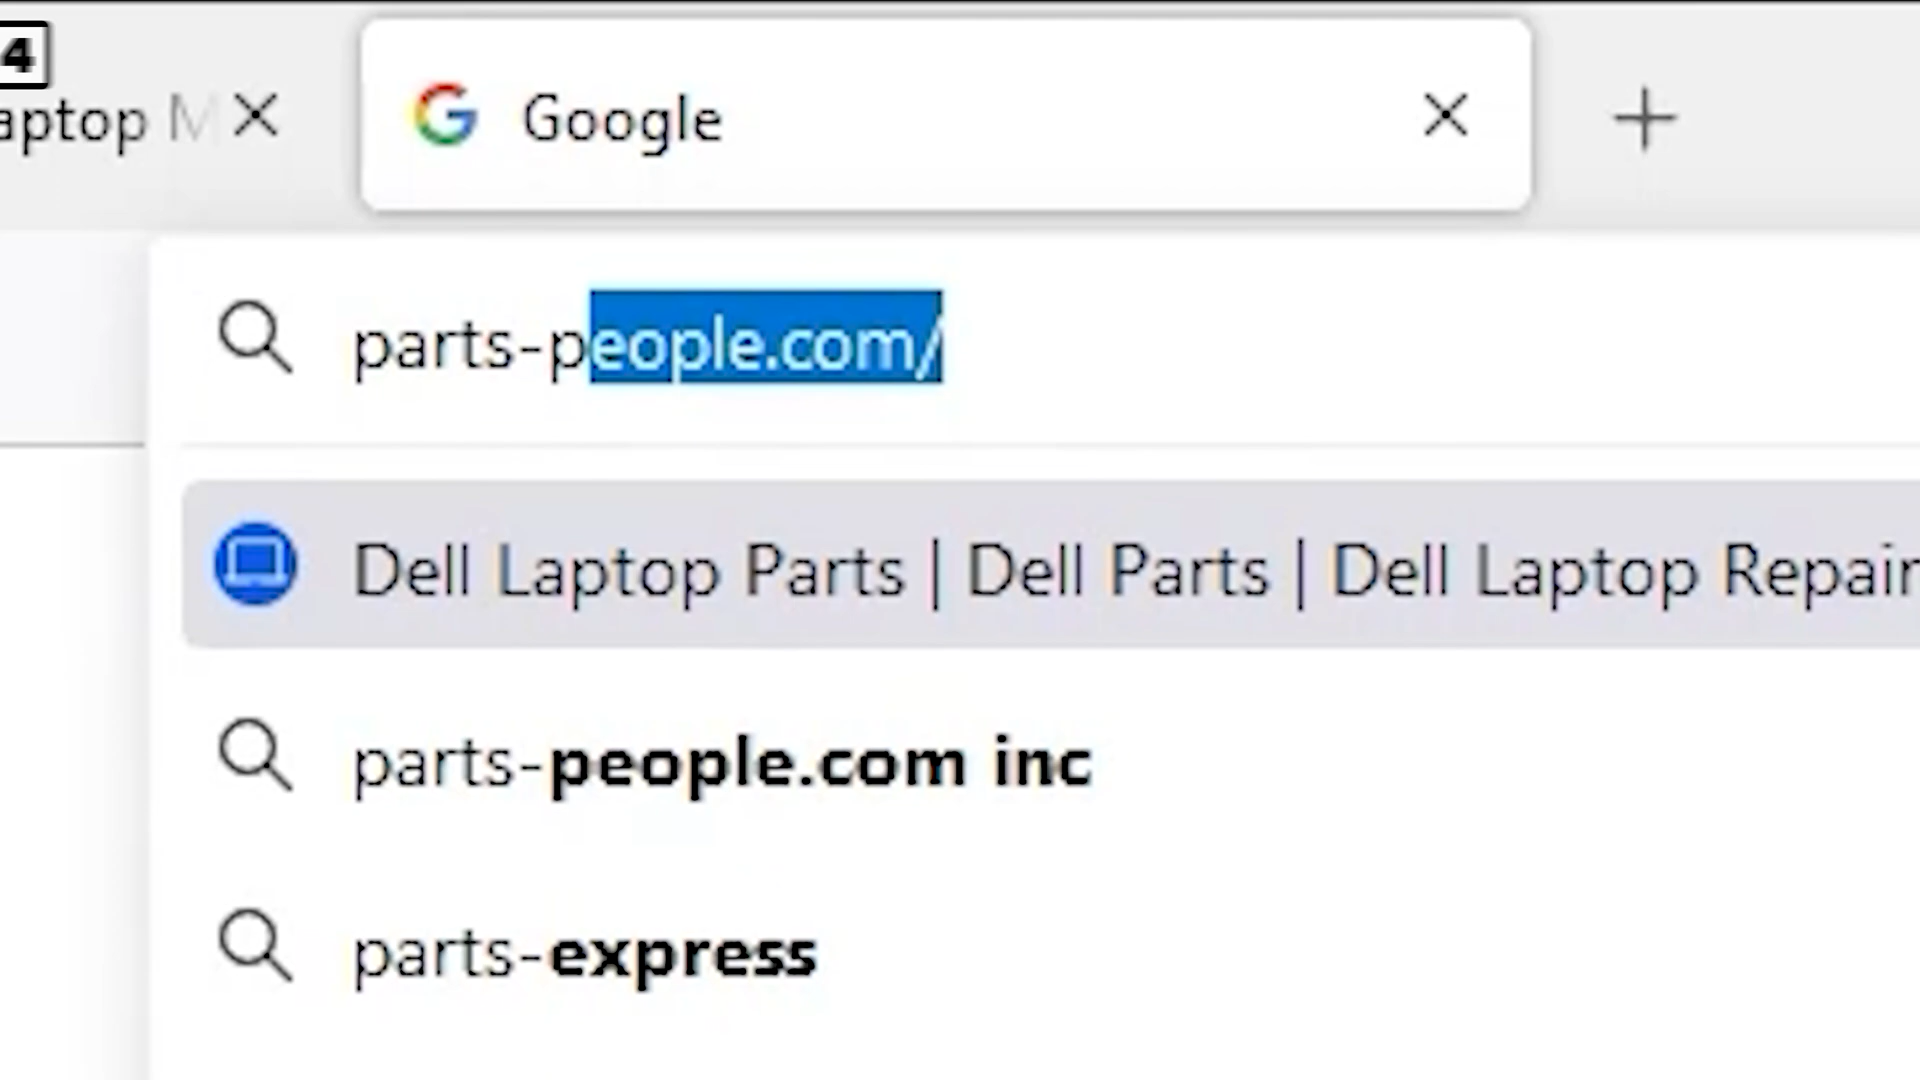 4
aptop M
Google
parts-people.com/
Dell Laptop Parts | Dell Parts | Dell Laptop Repair
parts-people.com inc
parts-express